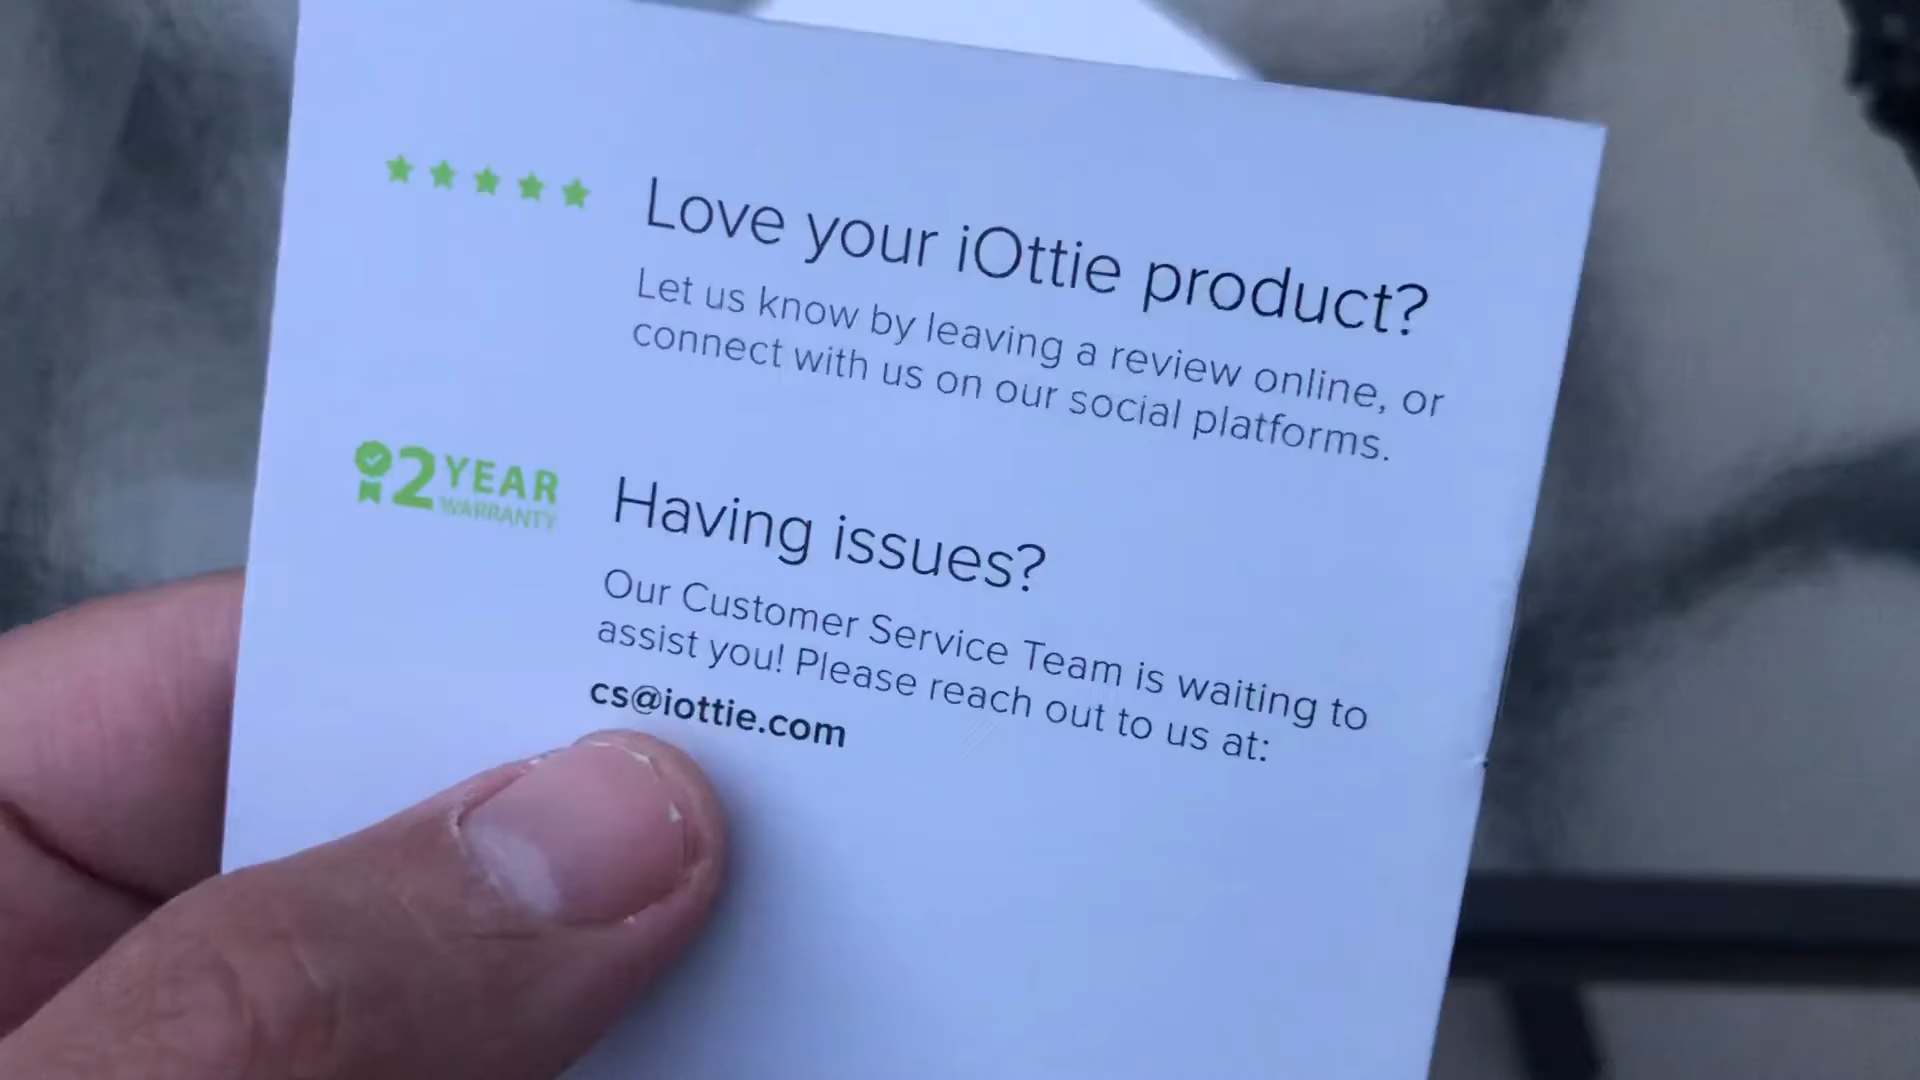 Love your iOttie product?
Let us know by leaving a review online, or
connect with us on our social platforms.
2 YEAR
WARRANTY
Having issues?
Our Customer Service Team is waiting to
assist you! Please reach out to us at:
cs@iottie.com